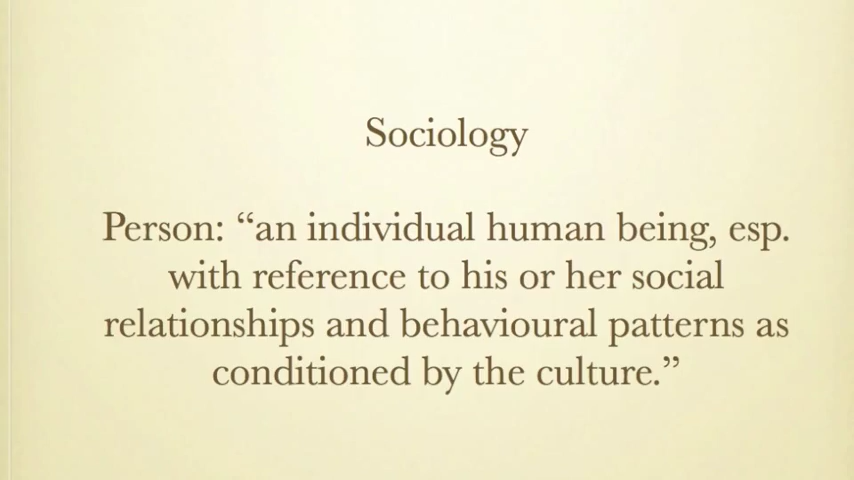 Sociology
Person: “an individual human being, esp.
with reference to his or her social
relationships and behavioural patterns as
conditioned by the culture.”